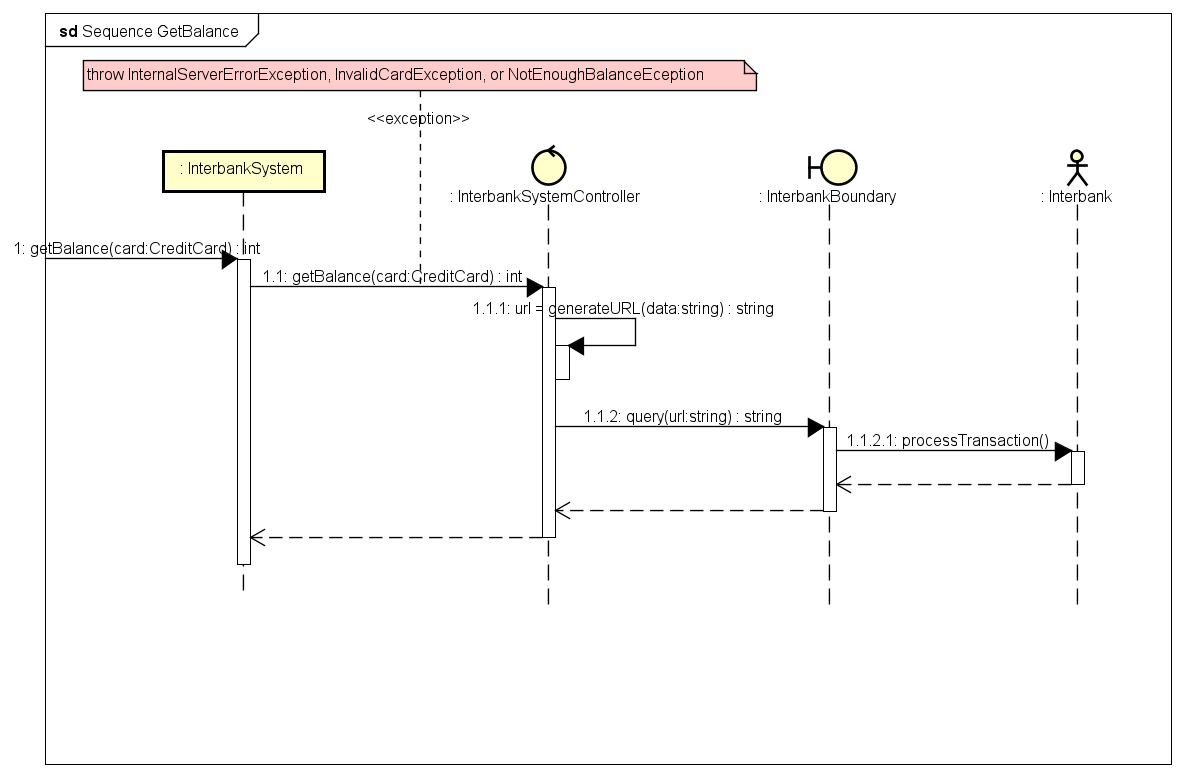 sd Sequence GetBalance
throw InternalServerErrorException, InvalidCardException, or NotEnoughBalanceEception
<<exception>>
: InterbankSystem
: InterbankSystemController
: InterbankBoundary
: Interbank
1: getBalance(card:CreditCard) : int
1.1: getBalance(card:CreditCard) : int
1.1.1: url = generateURL(data:string) : string
1.1.2: query(url:string) : string
1.1.2.1: processTransaction()